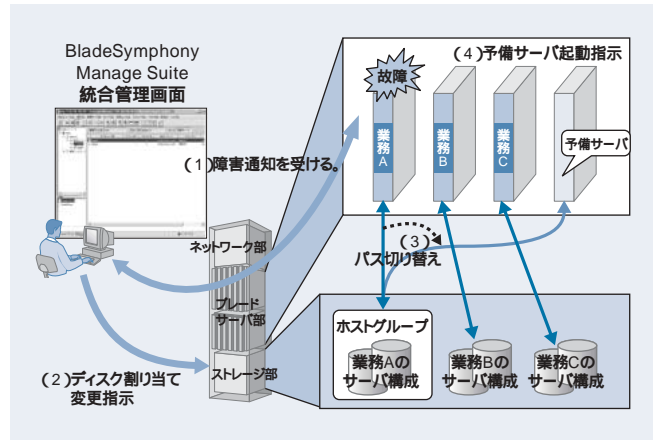 BladeSymphony
Manage Suite
統合管理画面
(1)障害通知を受ける。
(2)ディスク割り当て
変更指示
ネットワーク部
ブレード
サーバ部
ストレージ部
(4)予備サーバ起動指示
故障
業務
A
業務
B
業務
C
予備サーバ
(3)
パス切り替え
ホストグループ
業務Aの
サーバ構成
業務Bの
サーバ構成
業務Cの
サーバ構成